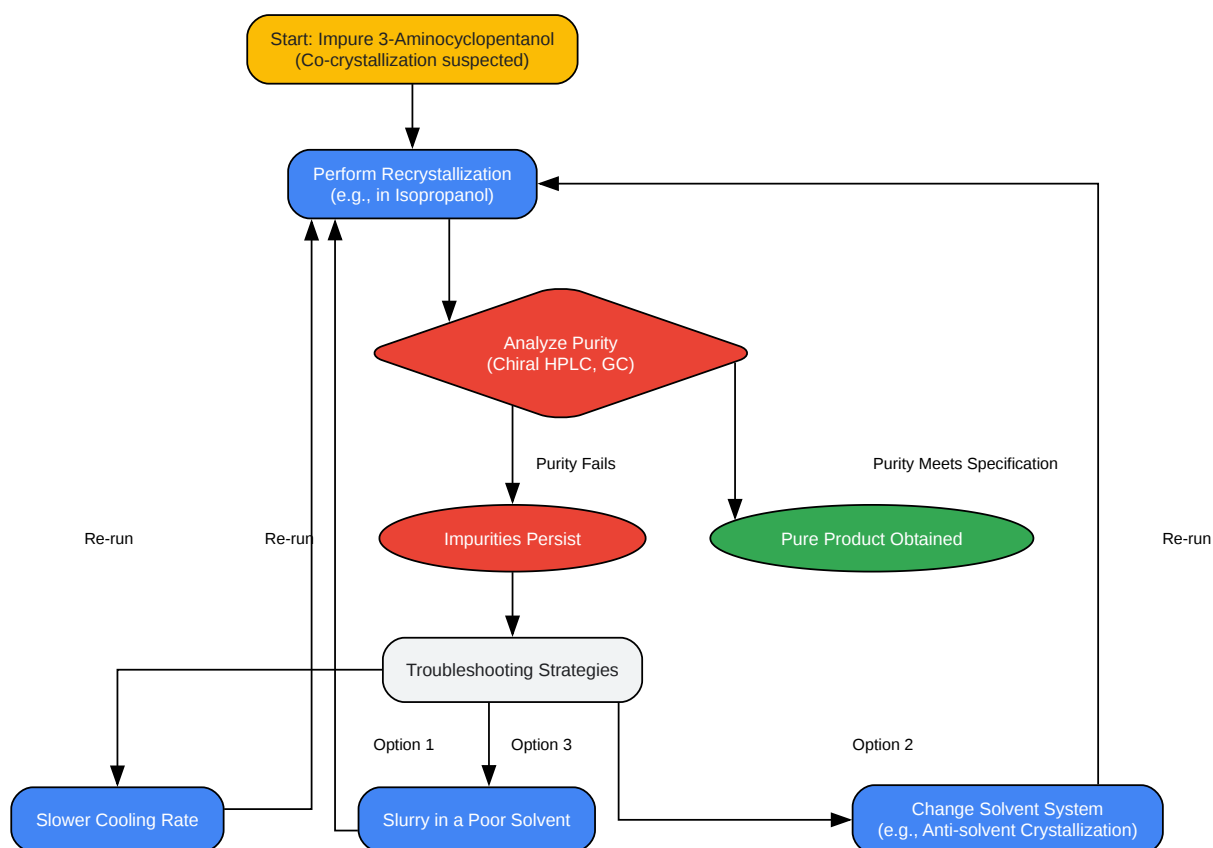 Start: Impure 3-Aminocyclopentanol
(Co-crystallization suspected)
Perform Recrystallization
(e.g., in Isopropanol)
Analyze Purity
(Chiral HPLC, GC)
Purity Fails
Purity Meets Specification
Re-run
Re-run
Impurities Persist
Pure Product Obtained
Re-run
Troubleshooting Strategies
Option 1
Option 3
Option 2
Slower Cooling Rate
Slurry in a Poor Solvent
Change Solvent System
(e.g., Anti-solvent Crystallization)